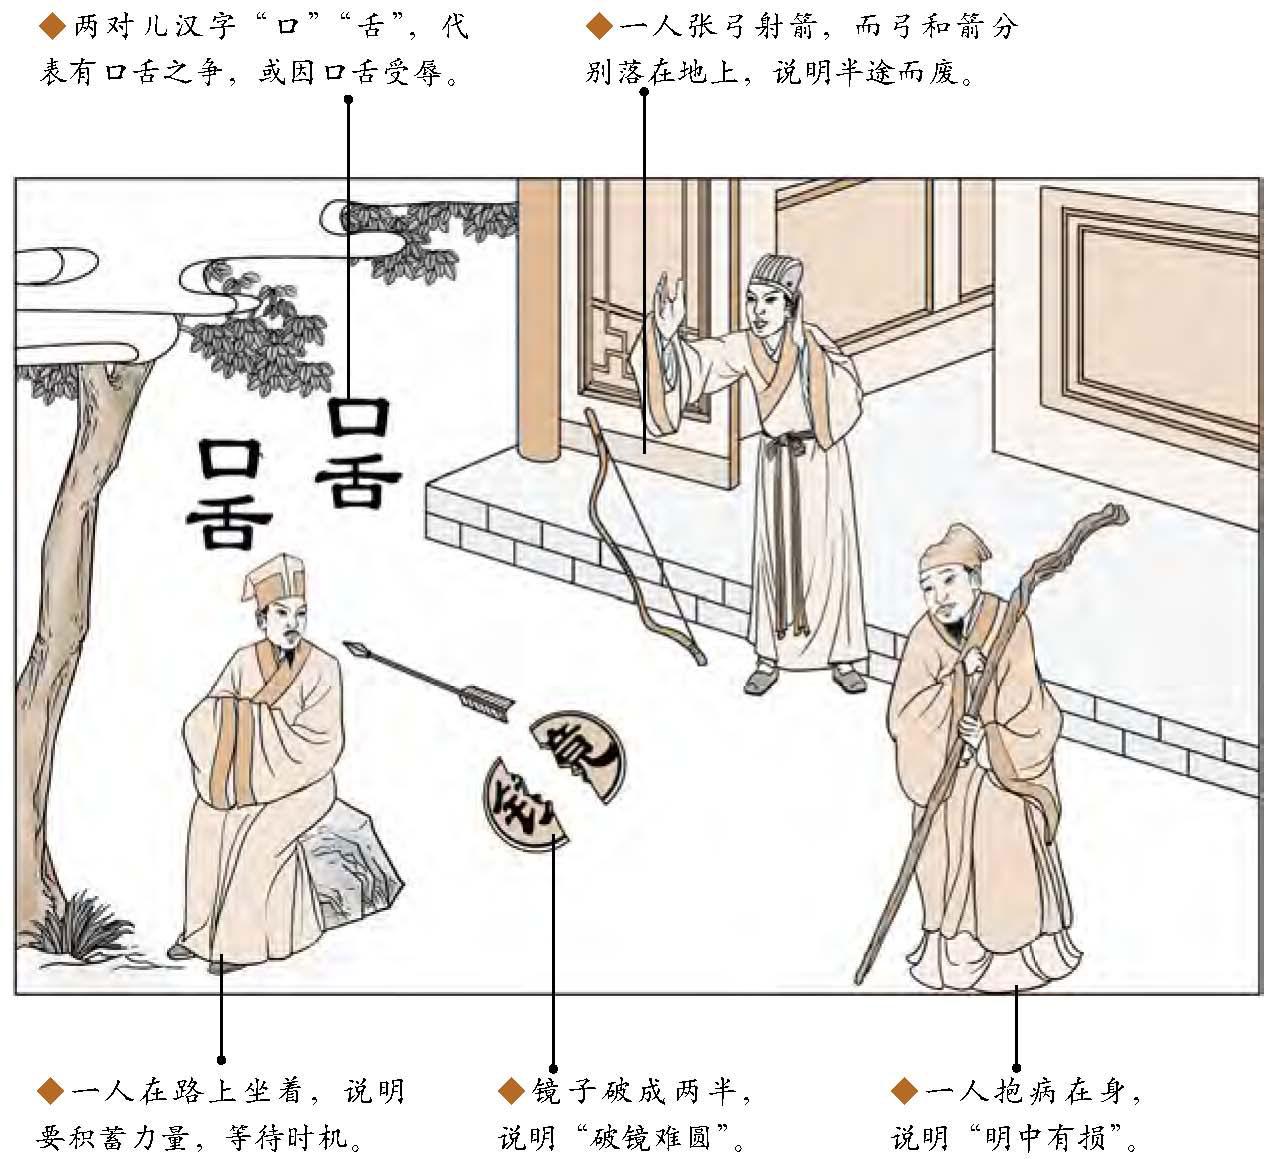 ◆两对儿汉字“口”“舌”，代
表有口舌之争，或因口舌受辱。
◆一人张弓射箭，而弓和箭分
别落在地上，说明半途而废。
口
舌
口
舌
镜
◆一人在路上坐着，说明
要积蓄力量，等待时机。
◆镜子破成两半，
说明“破镜难圆”。
◆一人抱病在身，
说明“明中有损”。